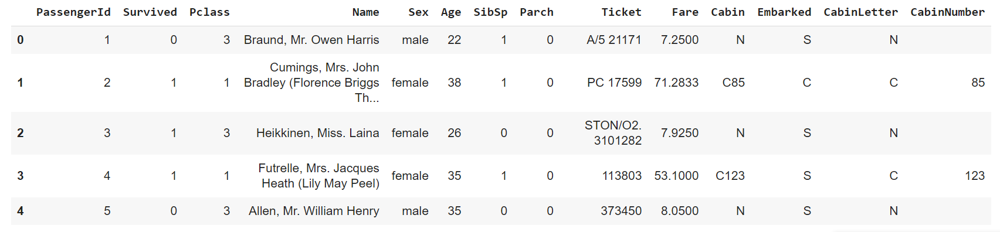 PassengerId Survived Pclass Name Sex Age SibSp Parch Ticket Fare Cabin Embarked CabinLetter CabinNumber
0 1 0 3 Braund, Mr. Owen Harris male 22 1 0 A/5 21171 7.2500 N S N
Cumings, Mrs. John
1 2 1 1 Bradley (Florence Briggs female 38 1 0 PC 17599 71.2833 C85 C C 85
Th...
STON/O2.
2 3 1 3 Heikkinen, Miss. Laina female 26 0 0 7.9250 N S N
3101282
Futrelle, Mrs. Jacques
3 4 1 1 female 35 1 0 113803 53.1000 C123 S C 123
Heath (Lily May Peel)
4 5 0 3 Allen, Mr. William Henry male 35 0 0 373450 8.0500 N S N